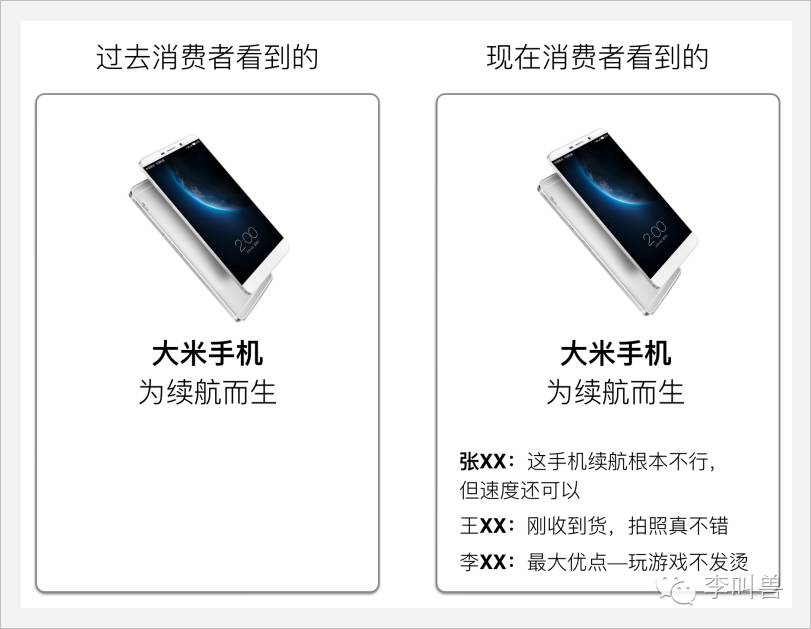 过去消费者看到的
现在消费者看到的
2:00
大米手机
为续航而生
2:00
大米手机
为续航而生
张XX：这手机续航根本不行，
但速度还可以
王XX：刚收到货，拍照真不错
李XX：最大优点—玩游戏不发烫
李叫兽